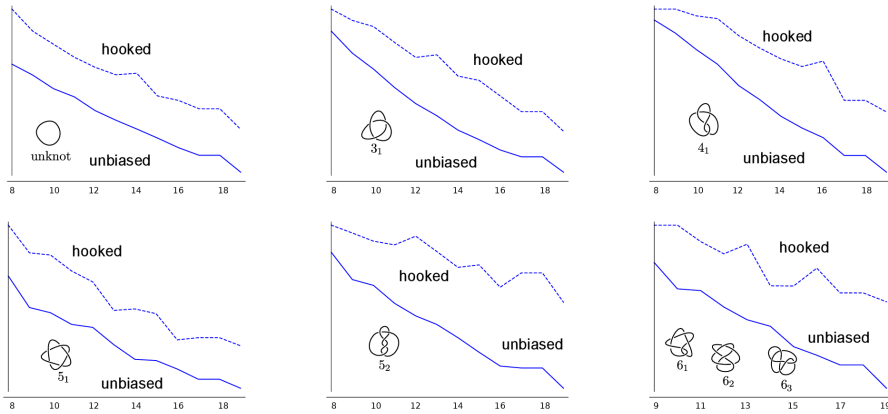 hooked
unknot
unbiased
8 10 12 14 16 18
hooked
3₁
unbiased
8 10 12 14 16 18
hooked
4₁
unbiased
8 10 12 14 16 18
hooked
5₁
unbiased
8 10 12 14 16 18
hooked
5₂
unbiased
8 10 12 14 16 18
hooked
unbiased
6₁ 6₂ 6₃
9 11 13 15 17 19